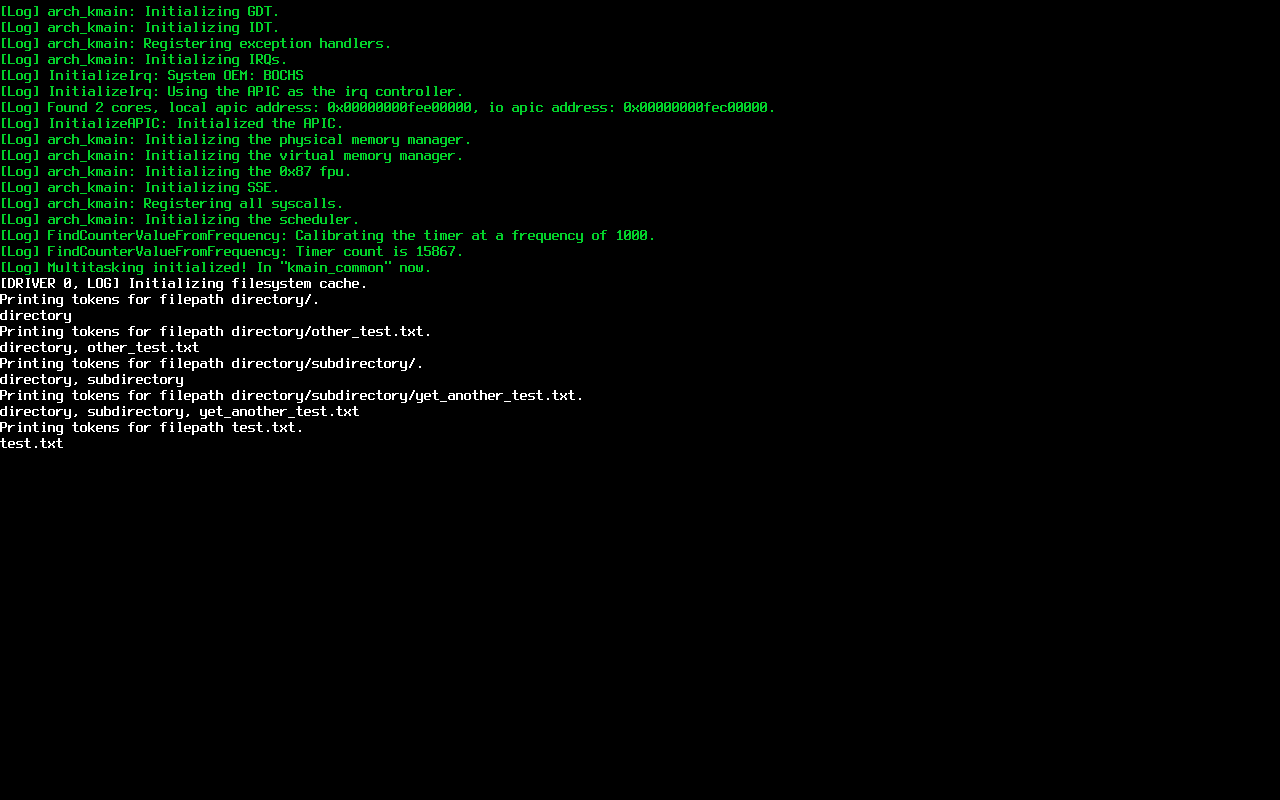 [Log] arch_kmain: Initializing GDT.
[Log] arch_kmain: Initializing IDT.
[Log] arch_kmain: Registering exception handlers.
[Log] arch_kmain: Initializing IRQs.
[Log] InitializeIrq: System OEM: BOCHS
[Log] InitializeIrq: Using the APIC as the irq controller.
[Log] Found 2 cores, local apic address: 0x00000000fee00000, io apic address: 0x00000000fec00000.
[Log] InitializeAPIC: Initialized the APIC.
[Log] arch_kmain: Initializing the physical memory manager.
[Log] arch_kmain: Initializing the virtual memory manager.
[Log] arch_kmain: Initializing the 0x87 fpu.
[Log] arch_kmain: Initializing SSE.
[Log] arch_kmain: Registering all syscalls.
[Log] arch_kmain: Initializing the scheduler.
[Log] FindCounterValueFromFrequency: Calibrating the timer at a frequency of 1000.
[Log] FindCounterValueFromFrequency: Timer count is 15867.
[Log] Multitasking initialized! In "kmain_common" now.
[DRIVER 0, LOG] Initializing filesystem cache.
Printing tokens for filepath directory/.
directory
Printing tokens for filepath directory/other_test.txt.
directory, other_test.txt
Printing tokens for filepath directory/subdirectory/.
directory, subdirectory
Printing tokens for filepath directory/subdirectory/yet_another_test.txt.
directory, subdirectory, yet_another_test.txt
Printing tokens for filepath test.txt.
test.txt